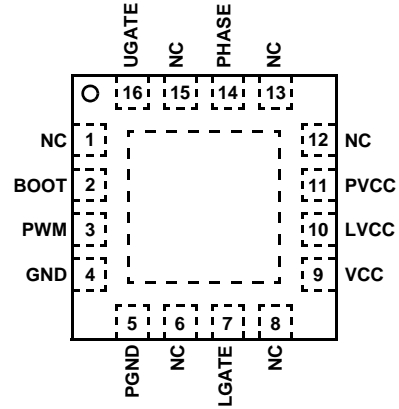 UGATE NC PHASE NC
16 15 14 13
NC 1 12 NC
BOOT 2 11 PVCC
PWM 3 10 LVCC
GND 4 9 VCC
5 6 7 8
PGND NC LGATE NC